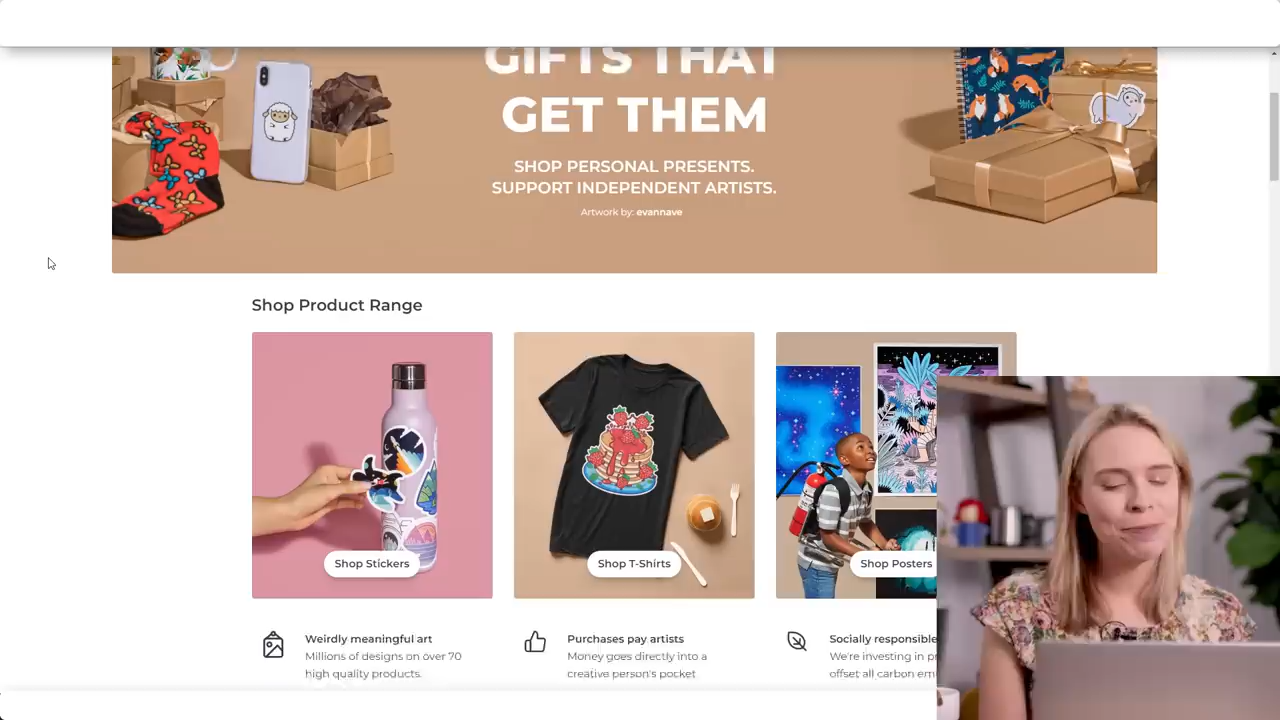 GIFTS THAT
GET THEM
SHOP PERSONAL PRESENTS.
SUPPORT INDEPENDENT ARTISTS.
Artwork by: evannave
Shop Product Range
Shop Stickers
Shop T-Shirts
Shop Posters
Weirdly meaningful art
Millions of designs on over 70
high quality products.
Purchases pay artists
Money goes directly into a
creative person's pocket
Socially responsible
We're investing in
offset all carbon